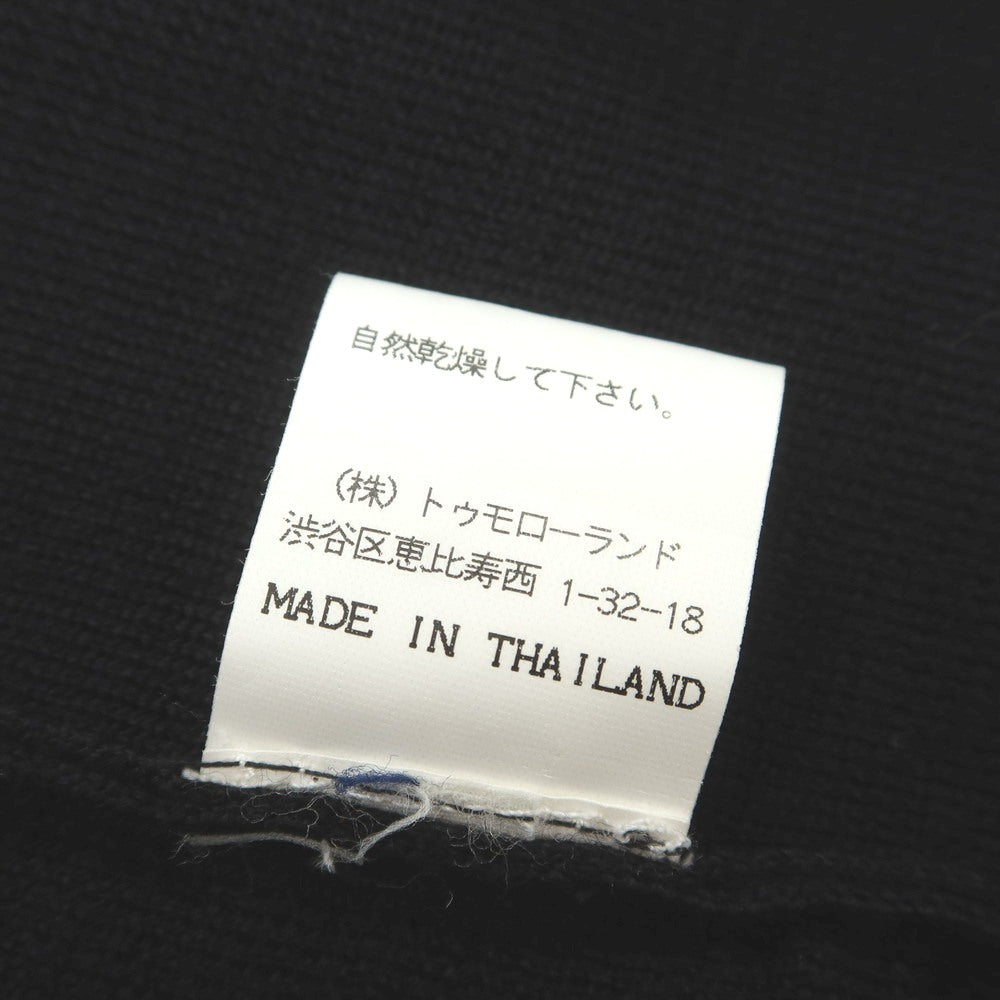 自然乾燥して下さい。
（株）トゥモローランド
渋谷区恵比寿西 1-32-18
MADE IN THAILAND